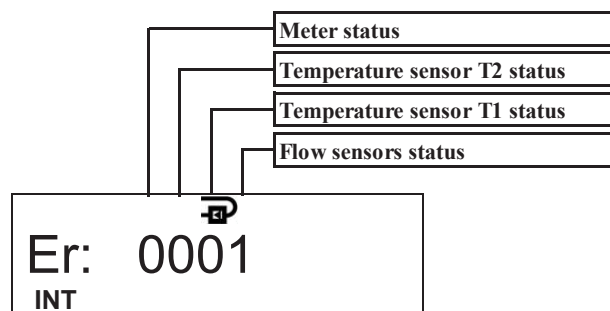 Meter status
Temperature sensor T2 status
Temperature sensor T1 status
Flow sensors status
Er: 0001
INT